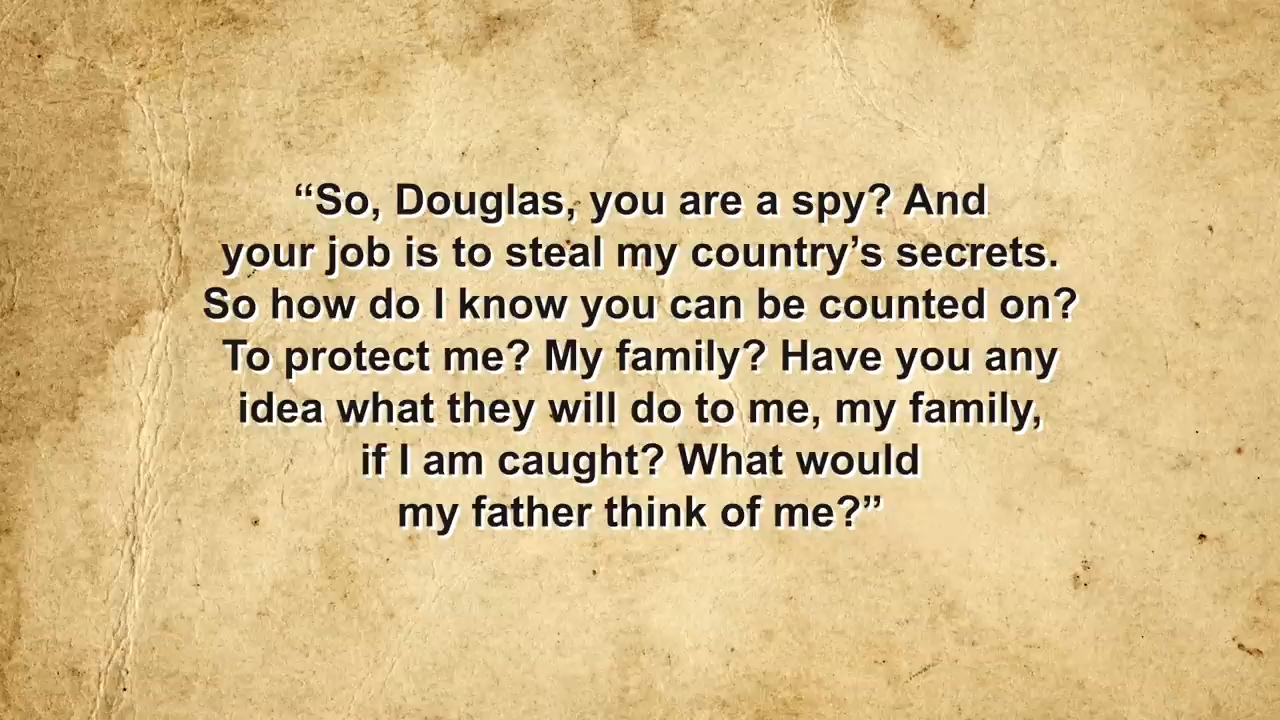 “So, Douglas, you are a spy? And
your job is to steal my country’s secrets.
So how do I know you can be counted on?
To protect me? My family? Have you any
idea what they will do to me, my family,
if I am caught? What would
my father think of me?”